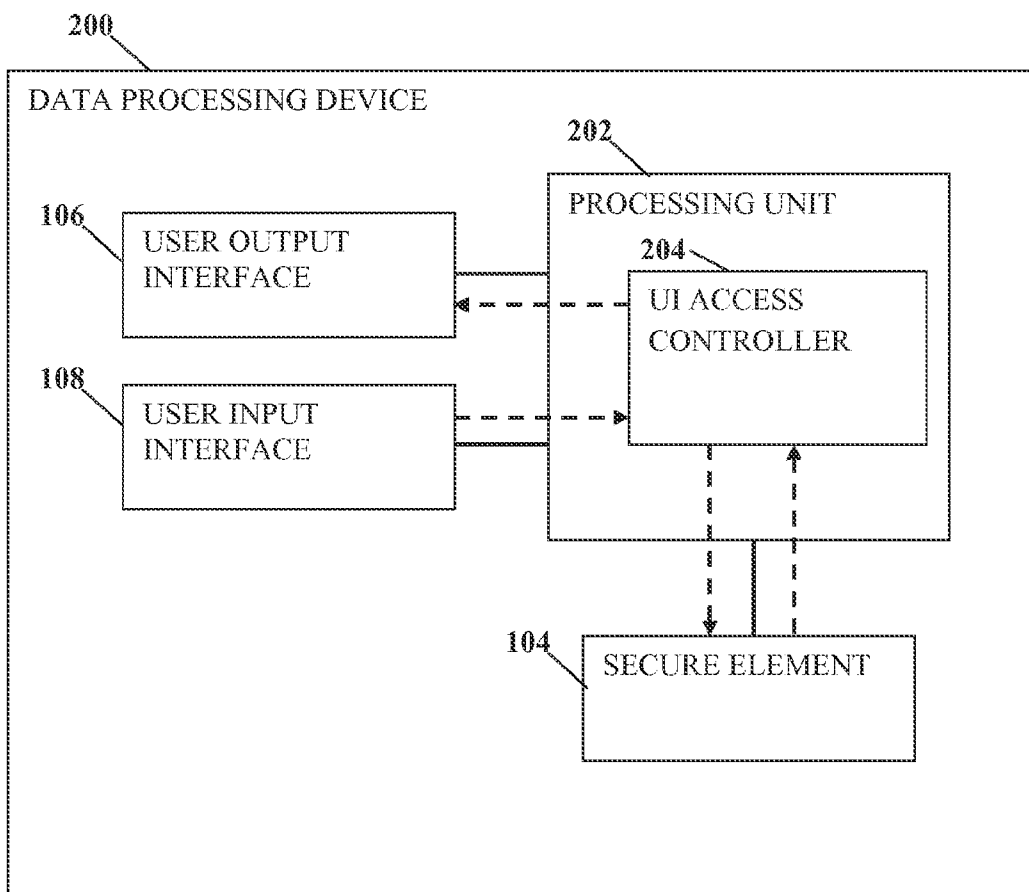 200
DATA PROCESSING DEVICE
202
PROCESSING UNIT
106
USER OUTPUT
INTERFACE
204
UI ACCESS
CONTROLLER
108
USER INPUT
INTERFACE
104
SECURE ELEMENT